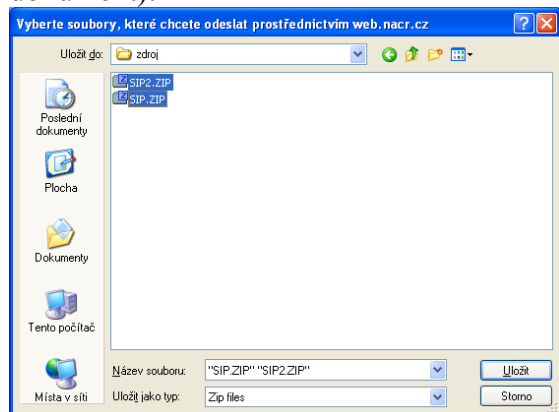 Vyberte soubory, které chcete odeslat prostřednictvím web.nacr.cz
Uložit do:
zdroj
SIP2.ZIP
SIP.ZIP
Poslední
dokumenty
Plocha
Dokumenty
Tento počítač
Místa v síti
Název souboru:
"SIP.ZIP" "SIP2.ZIP"
Uložit
Uložit jako typ:
Zip files
Storno